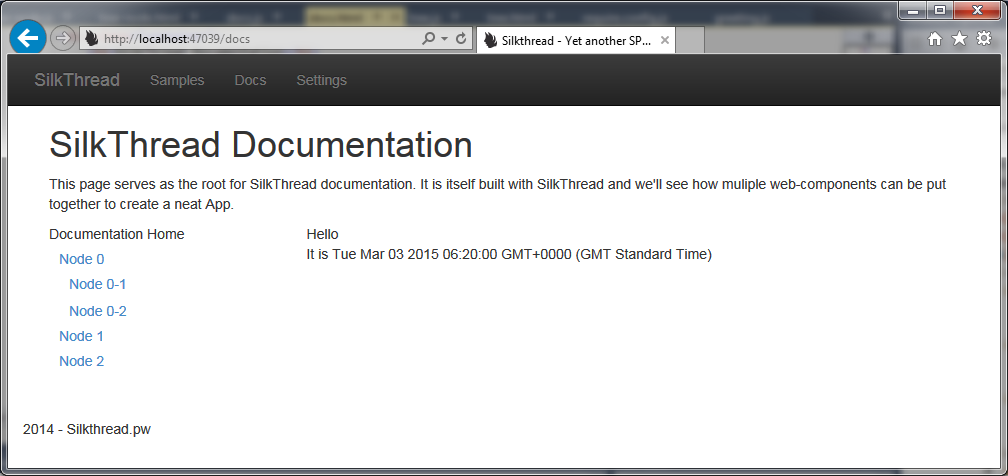 http://localhost:47039/docs
Silkthread - Yet another SP...
SilkThread Samples Docs Settings
SilkThread Documentation
This page serves as the root for SilkThread documentation. It is itself built with SilkThread and we'll see how muliple web-components can be put
together to create a neat App.
Documentation Home
Node 0
Node 0-1
Node 0-2
Node 1
Node 2
Hello
It is Tue Mar 03 2015 06:20:00 GMT+0000 (GMT Standard Time)
2014 - Silkthread.pw